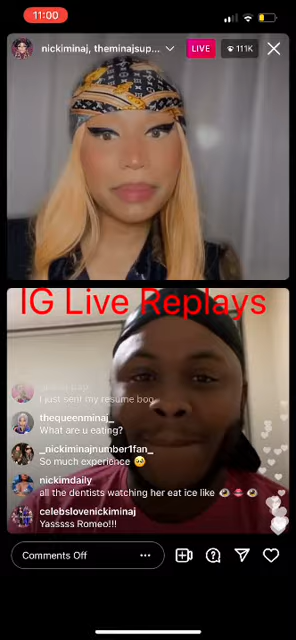 11:00
nickiminaj, theminajsup...
LIVE
111K
IG Live Replays
I just sent my resume boo
thequeenminaj_
What are u eating?
_nickiminajnumber1fan_
So much experience 🥺
nickimdaily
all the dentists watching her eat ice like 👁️👄👁️
celebslovenickiminaj
Yasssss Romeo!!!
Comments Off